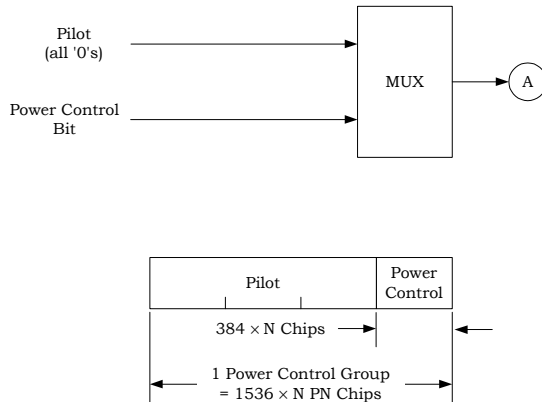 Pilot
(all '0's)
MUX
A
Power Control
Bit
Pilot
Power
Control
384 × N Chips
1 Power Control Group
= 1536 × N PN Chips